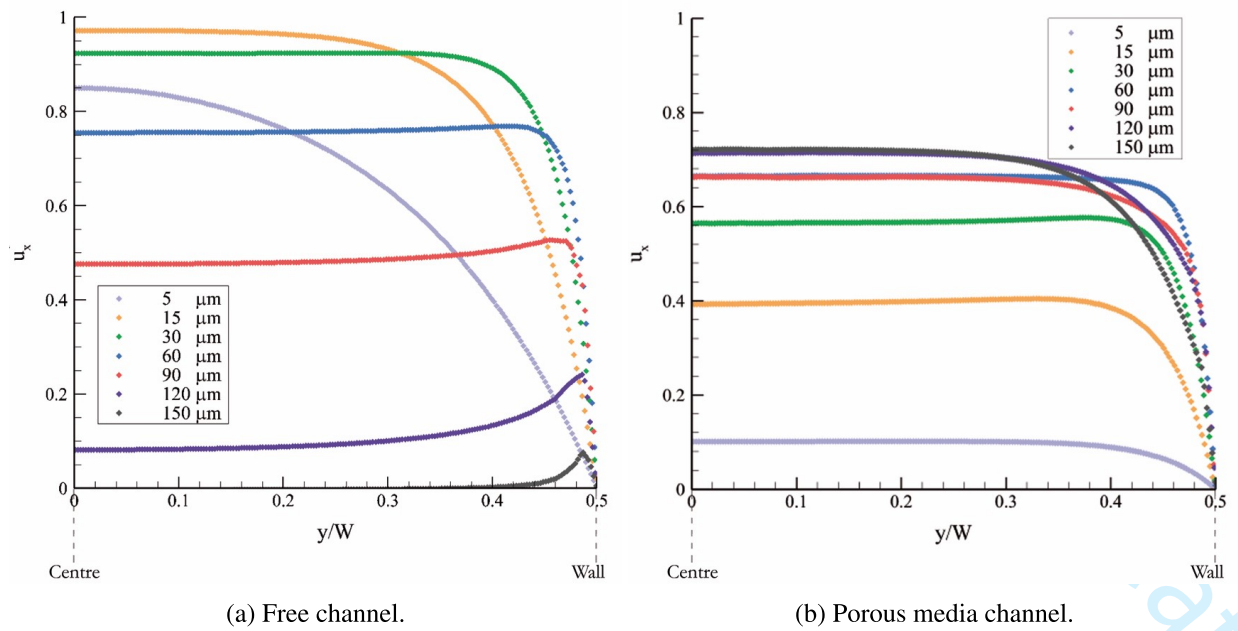 1
0.8
0.6
0.4
0.2
0
uₓ
0.1
0.2
0.3
0.4
0.5
y/W
Centre
Wall
5 μm
15 μm
30 μm
60 μm
90 μm
120 μm
150 μm
(a) Free channel.
1
0.8
0.6
0.4
0.2
0
uₓ
0
0.1
0.2
0.3
0.4
0.5
y/W
Centre
Wall
5 μm
15 μm
30 μm
60 μm
90 μm
120 μm
150 μm
(b) Porous media channel.